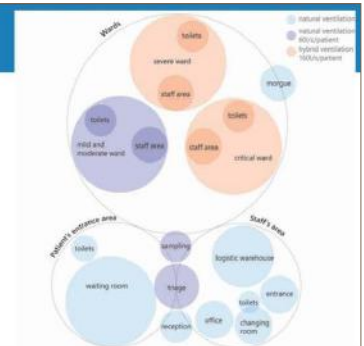 Wards
natural ventilation
natural ventilation
60l/s/patient
hybrid ventilation
160l/s/patient
toilets
severe ward
staff area
morgue
toilets
mild and
moderate ward
staff area
toilets
staff area
critical ward
Patient's entrance area
Staff's area
toilets
waiting room
sampling
triage
reception
logistic warehouse
entrance
toilets
office
changing
room